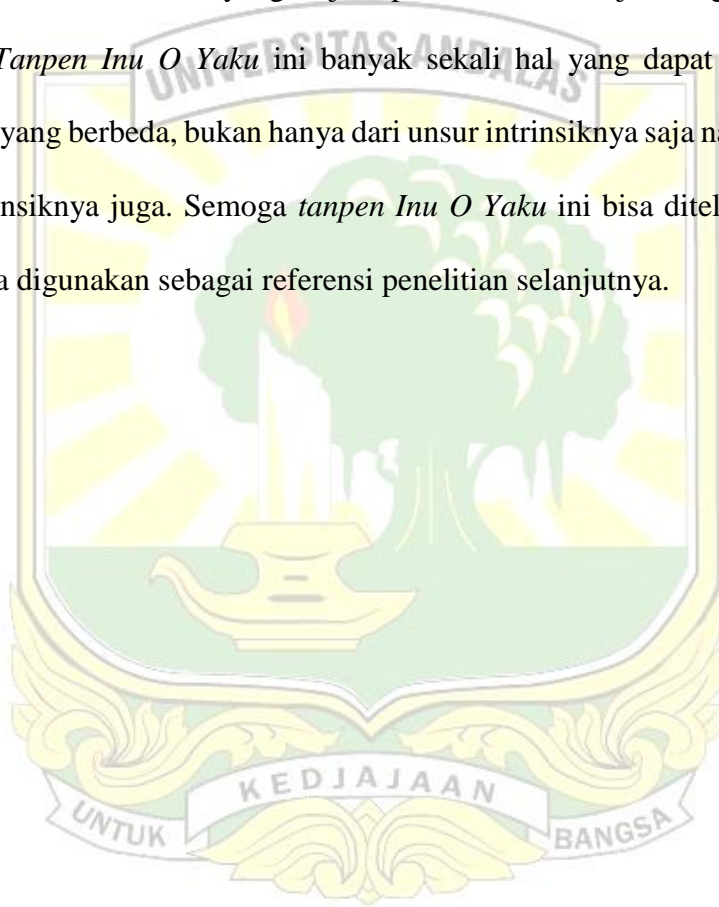 Tanpen Inu O Yaku ini banyak sekali hal yang dapat
yang berbeda, bukan hanya dari unsur intrinsiknya saja na
nsiknya juga. Semoga tanpen Inu O Yaku ini bisa ditel
a digunakan sebagai referensi penelitian selanjutnya.
UNIVERSITAS ANDALAS
UNTUK KEDJAJAAN BANGSA